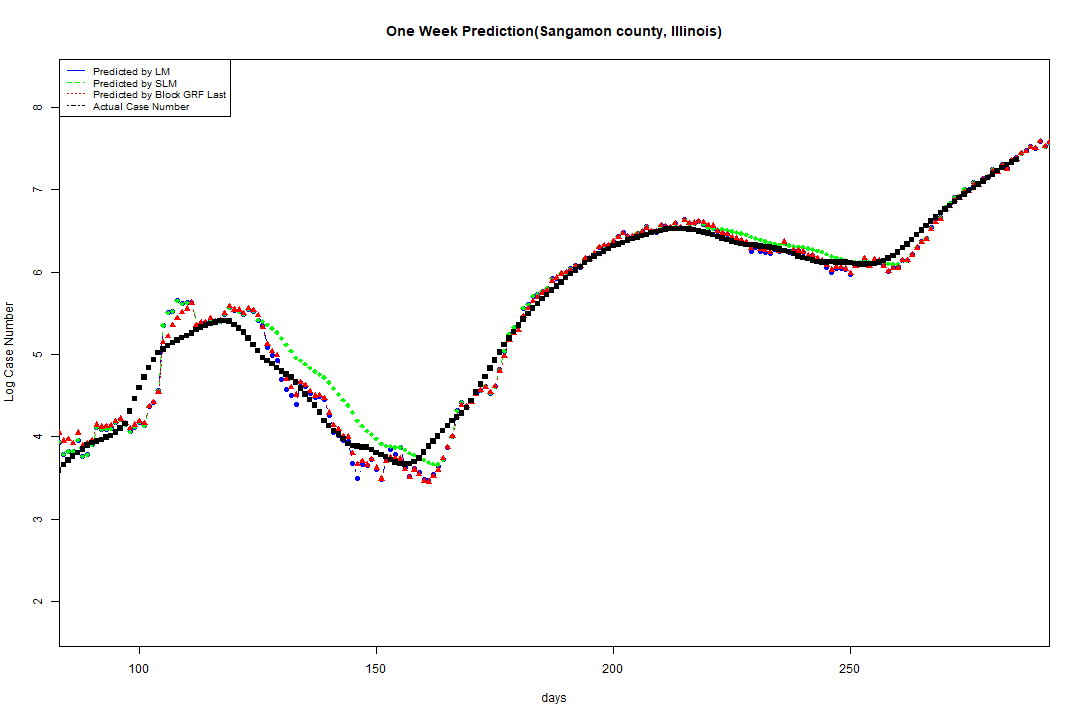 One Week Prediction(Sangamon county, Illinois)
Predicted by LM
Predicted by SLM
Predicted by Block GRF Last
Actual Case Number
8
7
6
5
4
3
2
Log Case Number
100 150 200 250
days